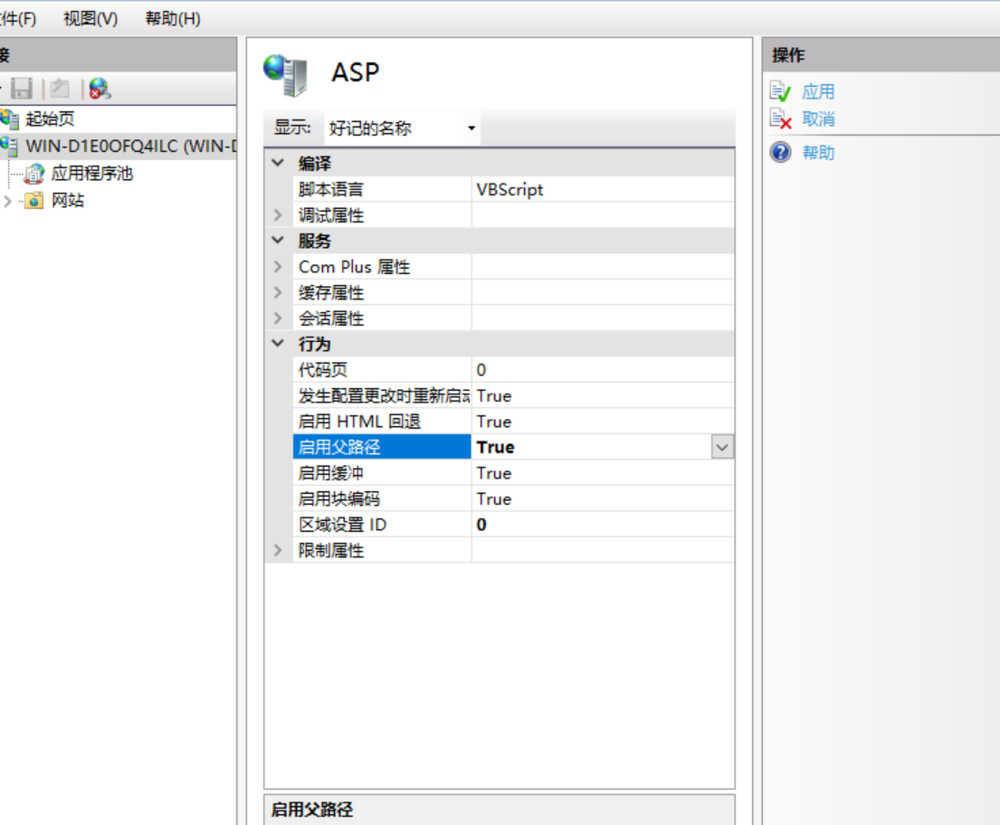 件(F) 视图(V) 帮助(H)
接
起始页
WIN-D1E0OFQ4ILC (WIN-D
应用程序池
网站
ASP
显示: 好记的名称
编译
脚本语言 VBScript
调试属性
服务
Com Plus 属性
缓存属性
会话属性
行为
代码页 0
发生配置更改时重新启动 True
启用 HTML 回退 True
启用父路径 True
启用缓冲 True
启用块编码 True
区域设置 ID 0
限制属性
启用父路径
操作
应用
取消
帮助